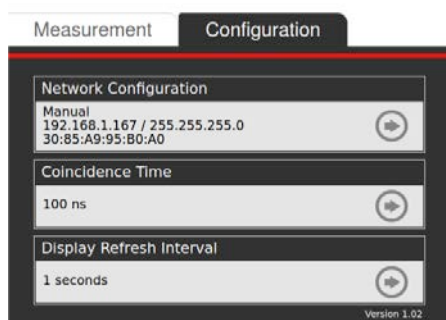 Measurement Configuration
Network Configuration
Manual
192.168.1.167 / 255.255.255.0
30:85:A9:95:B0:A0
Coincidence Time
100 ns
Display Refresh Interval
1 seconds
Version 1.02